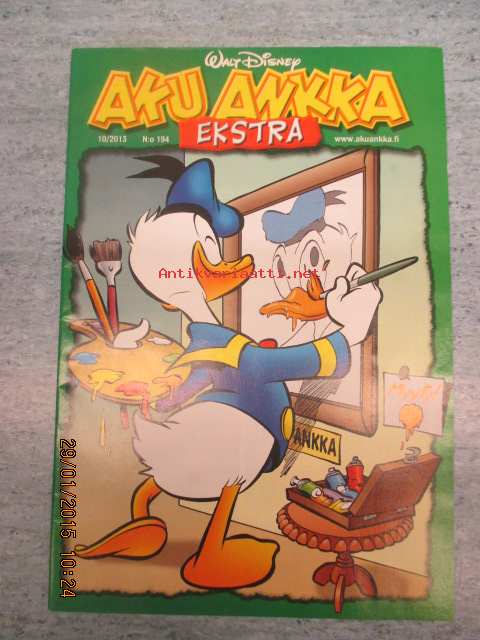 WALT DISNEY
AKU ANKKA
EKSTRA
10/2013 N:o 194
www.akuankka.fi
Antikvariaatti.net
ANKKA
29/01/2015 10:24